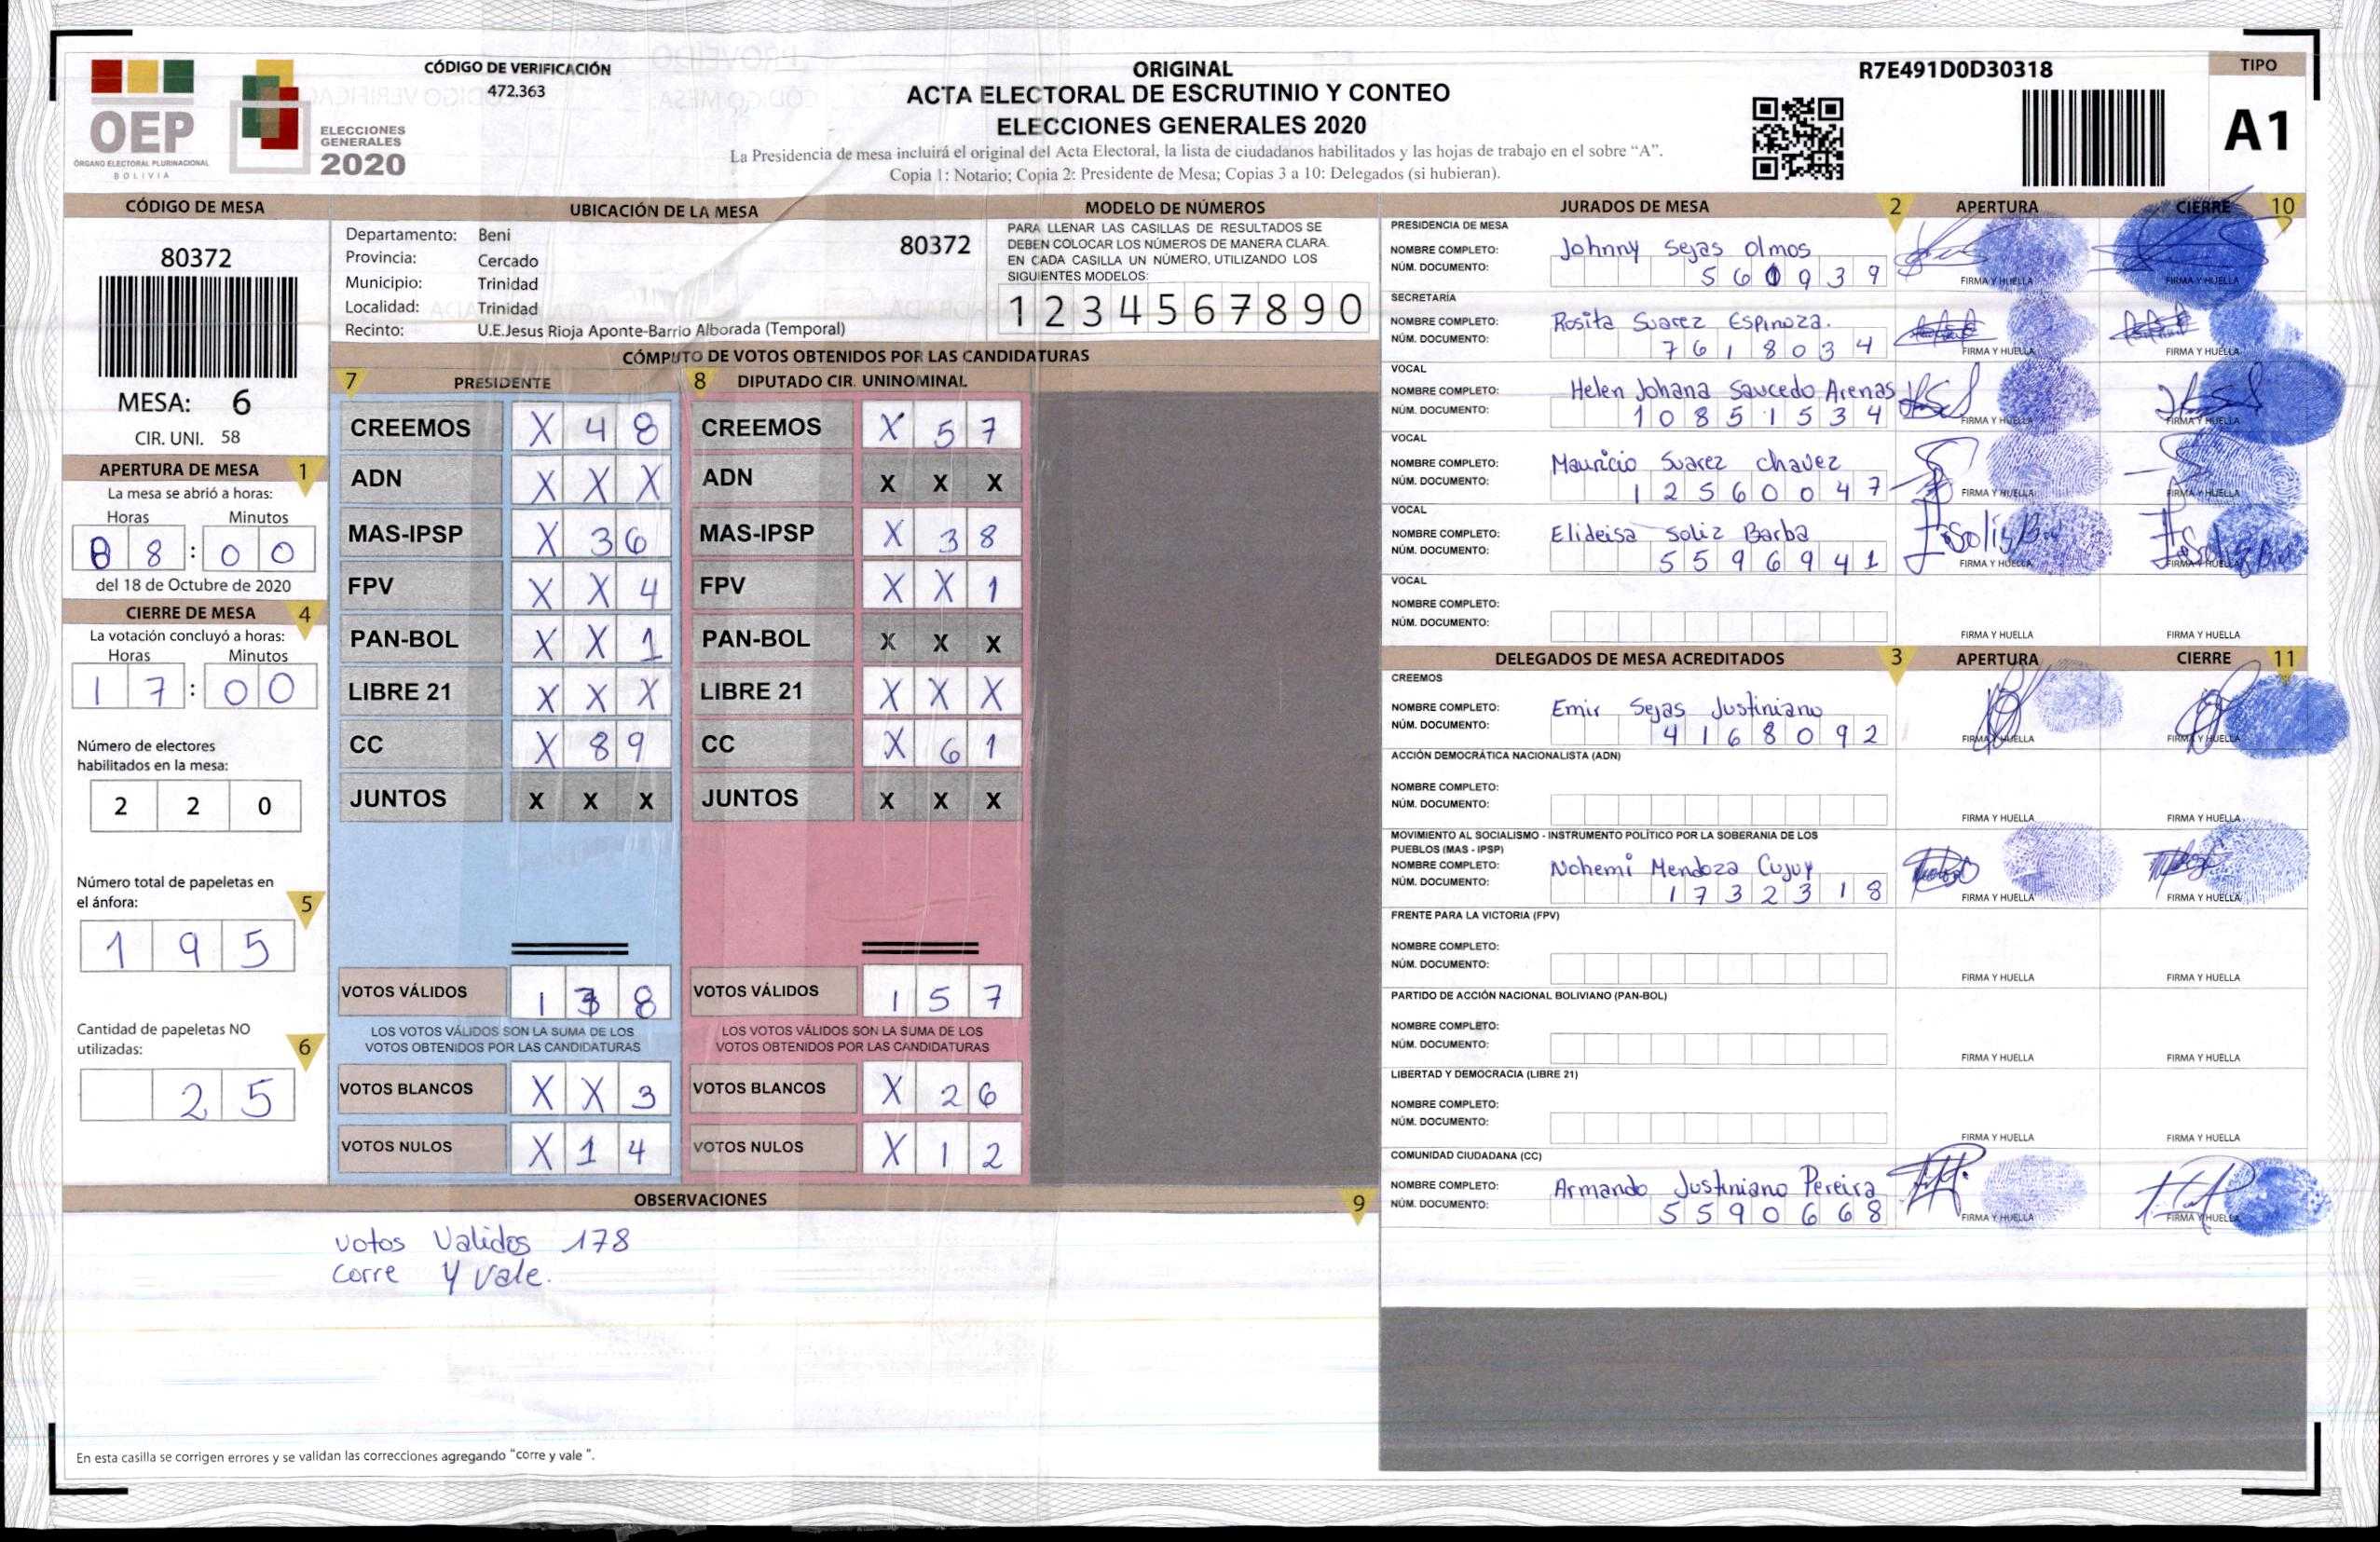 OEP
ÓRGANO ELECTORAL PLURINACIONAL
BOLIVIA
ELECCIONES
GENERALES
2020
CÓDIGO DE VERIFICACIÓN
472.363
ORIGINAL
ACTA ELECTORAL DE ESCRUTINIO Y CONTEO
ELECCIONES GENERALES 2020
La Presidencia de mesa incluirá el original del Acta Electoral, la lista de ciudadanos habilitados y las hojas de trabajo en el sobre “A”.
Copia 1: Notario; Copia 2: Presidente de Mesa; Copias 3 a 10: Delegados (si hubieran).
R7E491D0D30318
TIPO
A1
CÓDIGO DE MESA
80372
MESA: 6
CIR. UNI. 58
APERTURA DE MESA 1
La mesa se abrió a horas:
Horas Minutos
0 8 : 0 0
del 18 de Octubre de 2020
CIERRE DE MESA 4
La votación concluyó a horas:
Horas Minutos
1 7 : 0 0
Número de electores
habilitados en la mesa:
2 2 0
Número total de papeletas en
el ánfora: 5
1 9 5
Cantidad de papeletas NO
utilizadas: 6
2 5
UBICACIÓN DE LA MESA
Departamento: Beni
Provincia: Cercado
Municipio: Trinidad
Localidad: Trinidad
Recinto: U.E.Jesus Rioja Aponte-Barrio Alborada (Temporal)
80372
MODELO DE NÚMEROS
PARA LLENAR LAS CASILLAS DE RESULTADOS SE
DEBEN COLOCAR LOS NÚMEROS DE MANERA CLARA.
EN CADA CASILLA UN NÚMERO, UTILIZANDO LOS
SIGUIENTES MODELOS:
1 2 3 4 5 6 7 8 9 0
CÓMPUTO DE VOTOS OBTENIDOS POR LAS CANDIDATURAS
7 PRESIDENTE
CREEMOS X 4 8
ADN X X X
MAS-IPSP X 3 6
FPV X X 4
PAN-BOL X X 1
LIBRE 21 X X X
CC X 8 9
JUNTOS X X X
VOTOS VÁLIDOS 1 3 8
LOS VOTOS VÁLIDOS SON LA SUMA DE LOS
VOTOS OBTENIDOS POR LAS CANDIDATURAS
VOTOS BLANCOS X X 3
VOTOS NULOS X 1 4
8 DIPUTADO CIR. UNINOMINAL
CREEMOS X 5 7
ADN X X X
MAS-IPSP X 3 8
FPV X X 1
PAN-BOL X X X
LIBRE 21 X X X
CC X 6 1
JUNTOS X X X
VOTOS VÁLIDOS 1 5 7
LOS VOTOS VÁLIDOS SON LA SUMA DE LOS
VOTOS OBTENIDOS POR LAS CANDIDATURAS
VOTOS BLANCOS X 2 6
VOTOS NULOS X 1 2
OBSERVACIONES 9
votos Validos 178
corre y vale.
En esta casilla se corrigen errores y se validan las correcciones agregando “corre y vale ”.
JURADOS DE MESA 2 APERTURA CIERRE 10
PRESIDENCIA DE MESA
NOMBRE COMPLETO: Johnny Sejas Olmos
NÚM. DOCUMENTO: 5 6 0 9 3 9
FIRMA Y HUELLA FIRMA Y HUELLA
SECRETARÍA
NOMBRE COMPLETO: Rosita Suarez Espinoza.
NÚM. DOCUMENTO: 7 6 1 8 0 3 4
FIRMA Y HUELLA FIRMA Y HUELLA
VOCAL
NOMBRE COMPLETO: Helen Johana Saucedo Arenas
NÚM. DOCUMENTO: 1 0 8 5 1 5 3 4
FIRMA Y HUELLA FIRMA Y HUELLA
VOCAL
NOMBRE COMPLETO: Mauricio Suarez chavez
NÚM. DOCUMENTO: 1 2 5 6 0 0 4 7
FIRMA Y HUELLA FIRMA Y HUELLA
VOCAL
NOMBRE COMPLETO: Elideisa Soliz Barba
NÚM. DOCUMENTO: 5 5 9 6 9 4 1
FIRMA Y HUELLA FIRMA Y HUELLA
VOCAL
NOMBRE COMPLETO:
NÚM. DOCUMENTO:
FIRMA Y HUELLA FIRMA Y HUELLA
DELEGADOS DE MESA ACREDITADOS 3 APERTURA CIERRE 11
CREEMOS
NOMBRE COMPLETO: Emir Sejas Justiniano
NÚM. DOCUMENTO: 4 1 6 8 0 9 2
FIRMA Y HUELLA FIRMA Y HUELLA
ACCIÓN DEMOCRÁTICA NACIONALISTA (ADN)
NOMBRE COMPLETO:
NÚM. DOCUMENTO:
FIRMA Y HUELLA FIRMA Y HUELLA
MOVIMIENTO AL SOCIALISMO - INSTRUMENTO POLÍTICO POR LA SOBERANIA DE LOS
PUEBLOS (MAS - IPSP)
NOMBRE COMPLETO: Nohemi Mendoza Cujuy
NÚM. DOCUMENTO: 1 7 3 2 3 1 8
FIRMA Y HUELLA FIRMA Y HUELLA
FRENTE PARA LA VICTORIA (FPV)
NOMBRE COMPLETO:
NÚM. DOCUMENTO:
FIRMA Y HUELLA FIRMA Y HUELLA
PARTIDO DE ACCIÓN NACIONAL BOLIVIANO (PAN-BOL)
NOMBRE COMPLETO:
NÚM. DOCUMENTO:
FIRMA Y HUELLA FIRMA Y HUELLA
LIBERTAD Y DEMOCRACIA (LIBRE 21)
NOMBRE COMPLETO:
NÚM. DOCUMENTO:
FIRMA Y HUELLA FIRMA Y HUELLA
COMUNIDAD CIUDADANA (CC)
NOMBRE COMPLETO: Armando Justiniano Pereira
NÚM. DOCUMENTO: 5 5 9 0 6 6 8
FIRMA Y HUELLA FIRMA Y HUELLA